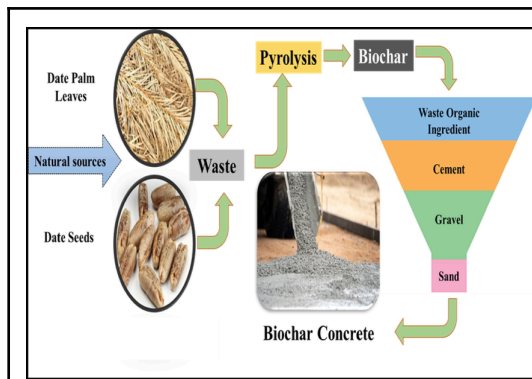 Date Palm
Leaves
Natural sources
Date Seeds
Waste
Pyrolysis
Biochar
Waste Organic
Ingredient
Cement
Gravel
Sand
Biochar Concrete